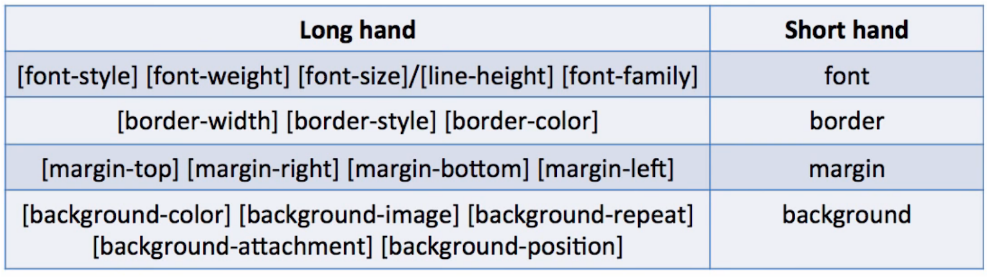 Long hand Short hand
[font-style] [font-weight] [font-size]/[line-height] [font-family] font
[border-width] [border-style] [border-color] border
[margin-top] [margin-right] [margin-bottom] [margin-left] margin
[background-color] [background-image] [background-repeat] background
[background-attachment] [background-position]